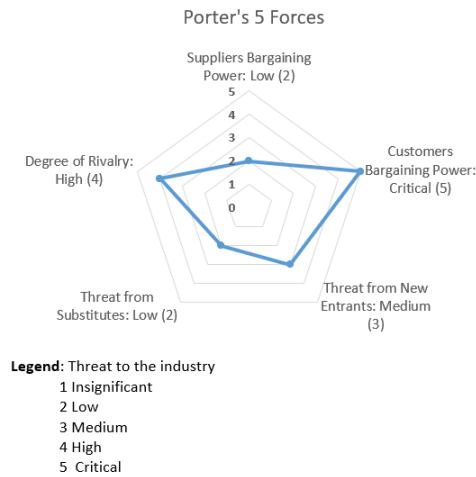 Porter's 5 Forces
Suppliers Bargaining
Power: Low (2)
5
4
3
2
1
0
Customers
Bargaining Power:
Critical (5)
Degree of Rivalry:
High (4)
Threat from New
Entrants: Medium
(3)
Threat from
Substitutes: Low (2)
Legend: Threat to the industry
1 Insignificant
2 Low
3 Medium
4 High
5 Critical